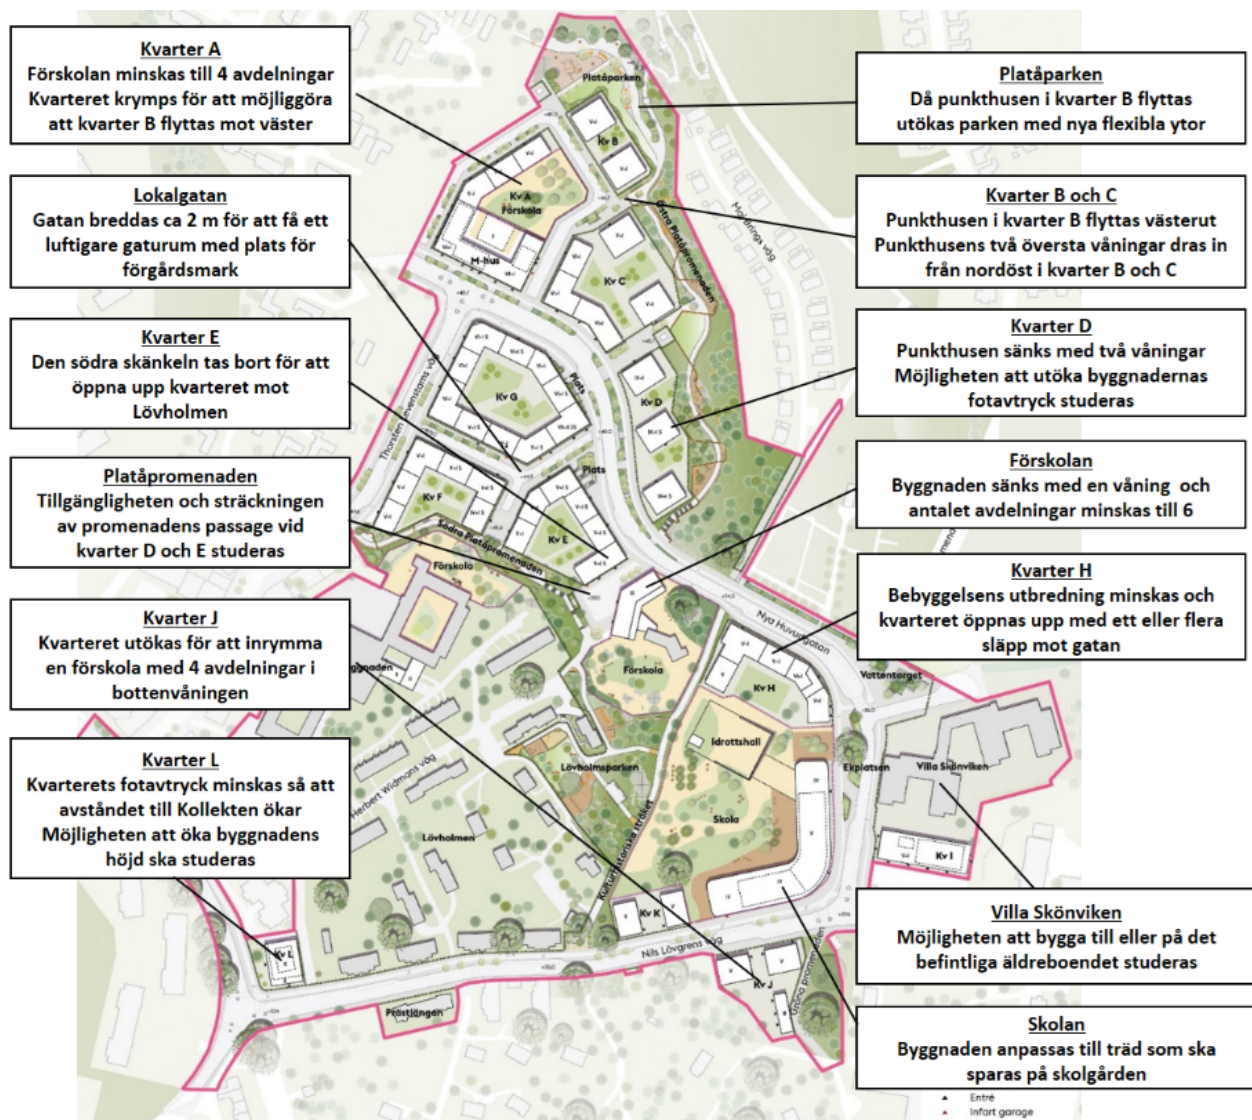 Kvarter A
Förskolan minskas till 4 avdelningar
Kvarteret krymps för att möjliggöra
att kvarter B flyttas mot väster
Lokalgatan
Gatan breddas ca 2 m för att få ett
luftigare gaturum med plats för
förgårdsmark
Kvarter E
Den södra skänkeln tas bort för att
öppna upp kvarteret mot
Lövholmen
Platåpromenaden
Tillgängligheten och sträckningen
av promenadens passage vid
kvarter D och E studeras
Kvarter J
Kvarteret utökas för att inrymma
en förskola med 4 avdelningar i
bottenvåningen
Kvarter L
Kvarterets fotavtryck minskas så att
avståndet till Kollekten ökar
Möjligheten att öka byggnadens
höjd ska studeras
Platåparken
Då punkthusen i kvarter B flyttas
utökas parken med nya flexibla ytor
Kvarter B och C
Punkthusen i kvarter B flyttas västerut
Punkthusens två översta våningar dras in
från nordöst i kvarter B och C
Kvarter D
Punkthusen sänks med två våningar
Möjligheten att utöka byggnadernas
fotavtryck studeras
Förskolan
Byggnaden sänks med en våning och
antalet avdelningar minskas till 6
Kvarter H
Bebyggelsens utbredning minskas och
kvarteret öppnas upp med ett eller flera
släpp mot gatan
Villa Skönviken
Möjligheten att bygga till eller på det
befintliga äldreboendet studeras
Skolan
Byggnaden anpassas till träd som ska
sparas på skolgården
Platåparken
Kv B
Kv A
Förskola
M-hus
Kv C
Östra Platåpromenaden
Kv G
Plats
Kv D
Kv F
Plats
Kv E
Södra Platåpromenaden
Förskola
Nya Huvudgatan
Förskola
Kv H
Vattentorget
Idrottshall
Ekplatsen
Villa Skönviken
Lövholmsparken
Herbert Widmans väg
Lövholmen
Skola
Kulturhistoriska stråket
Kv I
Kv K
Kv L
Nils Lövgrens väg
Kv J
Gröna promenaden
Prästängen
Entré
Infart garage